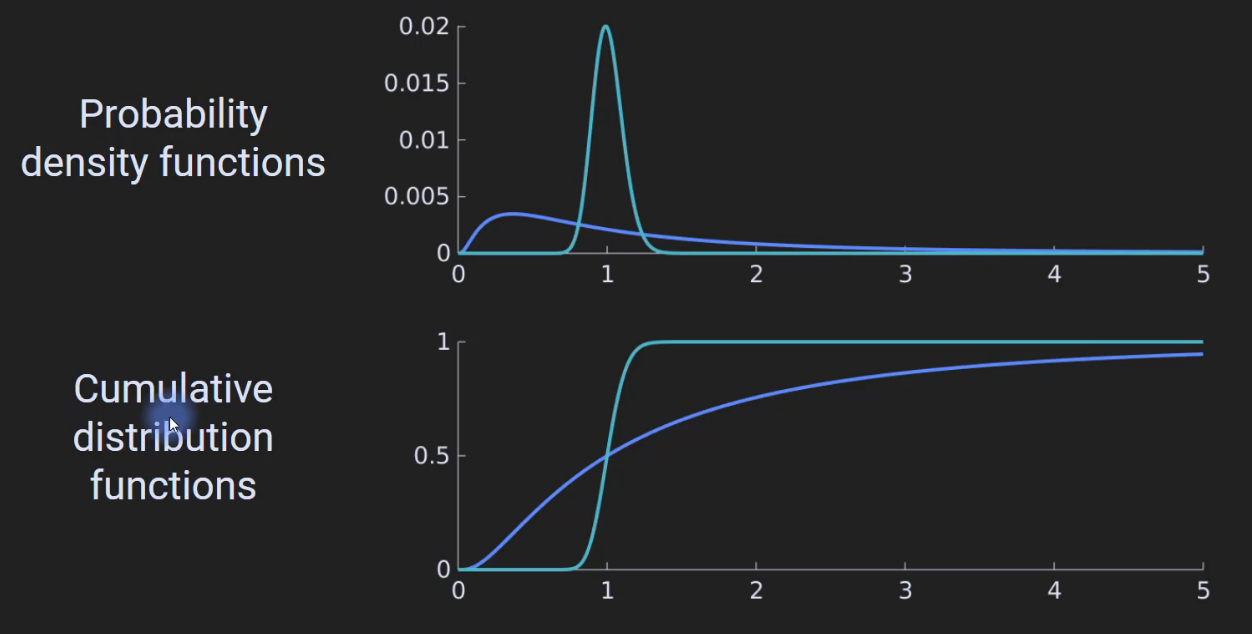 Probability
density functions
0.02
0.015
0.01
0.005
0
0 1 2 3 4 5
Cumulative
distribution
functions
1
0.5
0
0 1 2 3 4 5